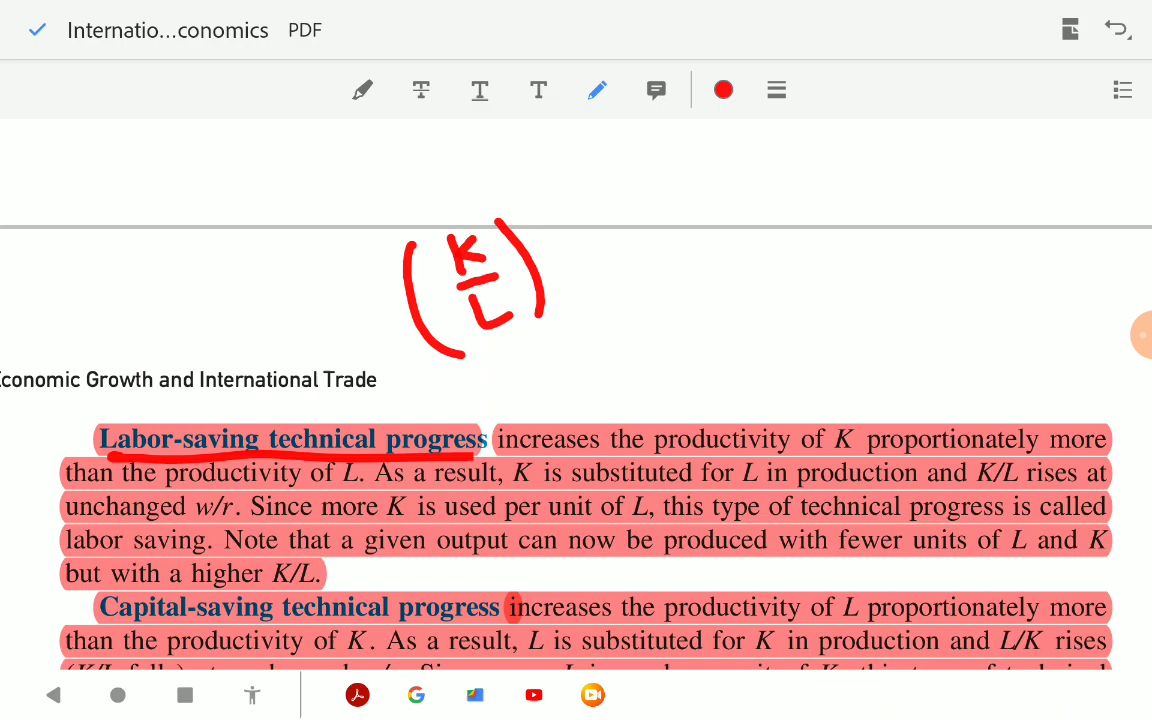 Internatio...conomics PDF
K
L
Economic Growth and International Trade
Labor-saving technical progress increases the productivity of K proportionately more
than the productivity of L. As a result, K is substituted for L in production and K/L rises at
unchanged w/r. Since more K is used per unit of L, this type of technical progress is called
labor saving. Note that a given output can now be produced with fewer units of L and K
but with a higher K/L.
Capital-saving technical progress increases the productivity of L proportionately more
than the productivity of K. As a result, L is substituted for K in production and L/K rises